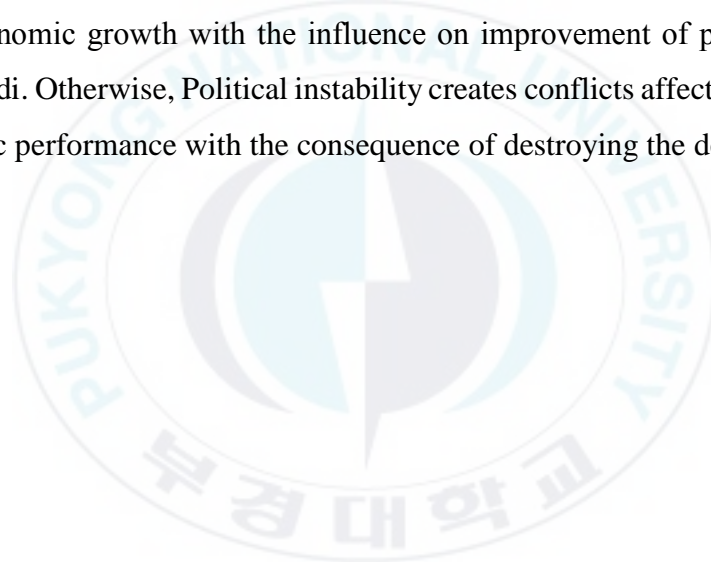 nomic growth with the influence on improvement of p
di. Otherwise, Political instability creates conflicts affect
c performance with the consequence of destroying the d
PUKYONG NATIONAL UNIVERSITY
부경대학교